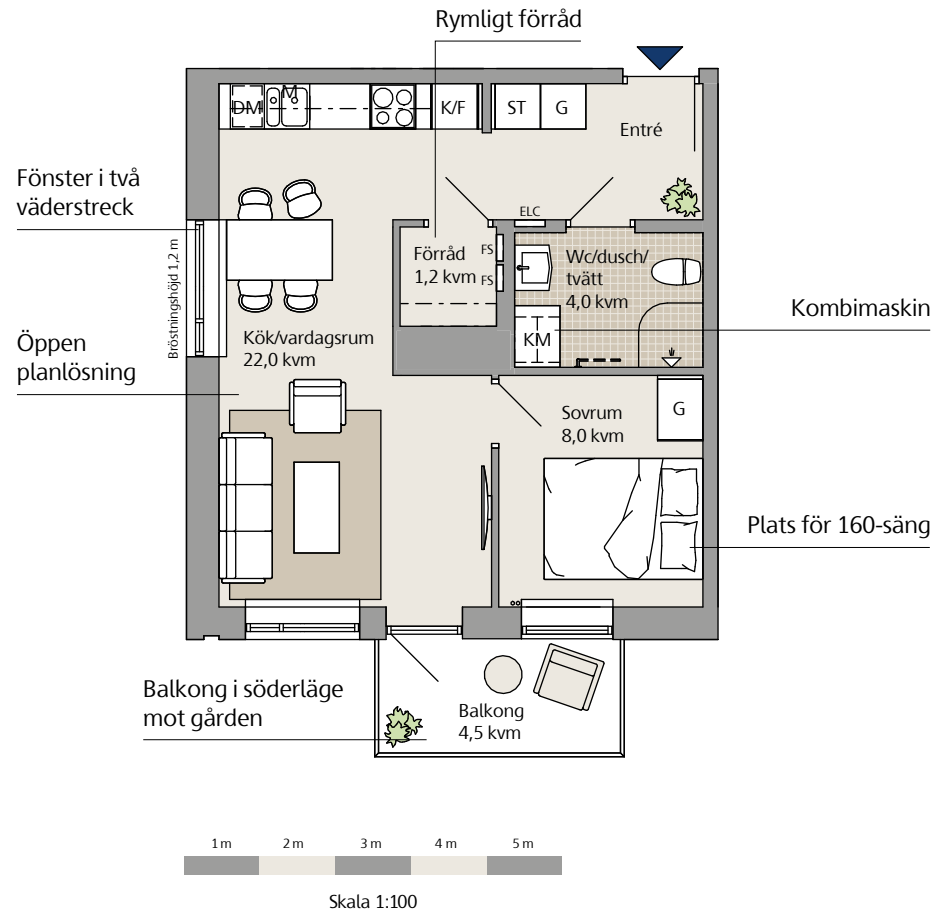 Rymligt förråd
DM
M
K/F
ST
G
Entré
Fönster i två
väderstreck
Bröstningshöjd 1,2 m
ELC
Förråd
1,2 kvm
FS
FS
Wc/dusch/
tvätt
4,0 kvm
Kombimaskin
KM
Öppen
planlösning
Kök/vardagsrum
22,0 kvm
Sovrum
8,0 kvm
G
Plats för 160-säng
Balkong i söderläge
mot gården
Balkong
4,5 kvm
1 m 2 m 3 m 4 m 5 m
Skala 1:100